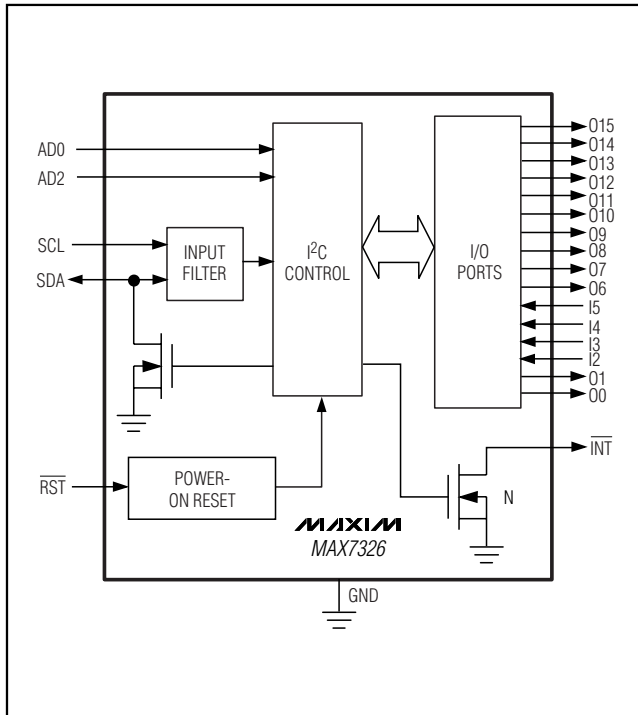 AD0
AD2
SCL
SDA
RST
INPUT
FILTER
I2C
CONTROL
POWER-
ON RESET
I/O
PORTS
O15
O14
O13
O12
O11
O10
O9
O8
O7
O6
I5
I4
I3
I2
O1
O0
INT
N
MAXIM
MAX7326
GND